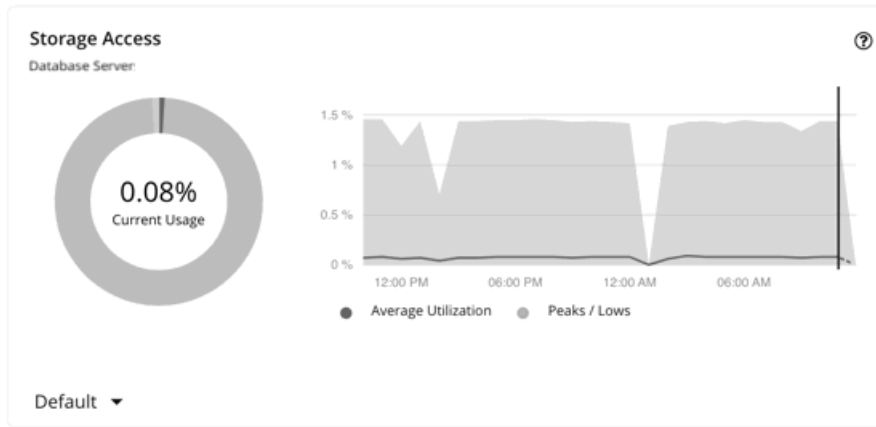 Storage Access
Database Server:
0.08%
Current Usage
1.5 %
1 %
0.5 %
0 %
12:00 PM 06:00 PM 12:00 AM 06:00 AM
Average Utilization Peaks / Lows
Default